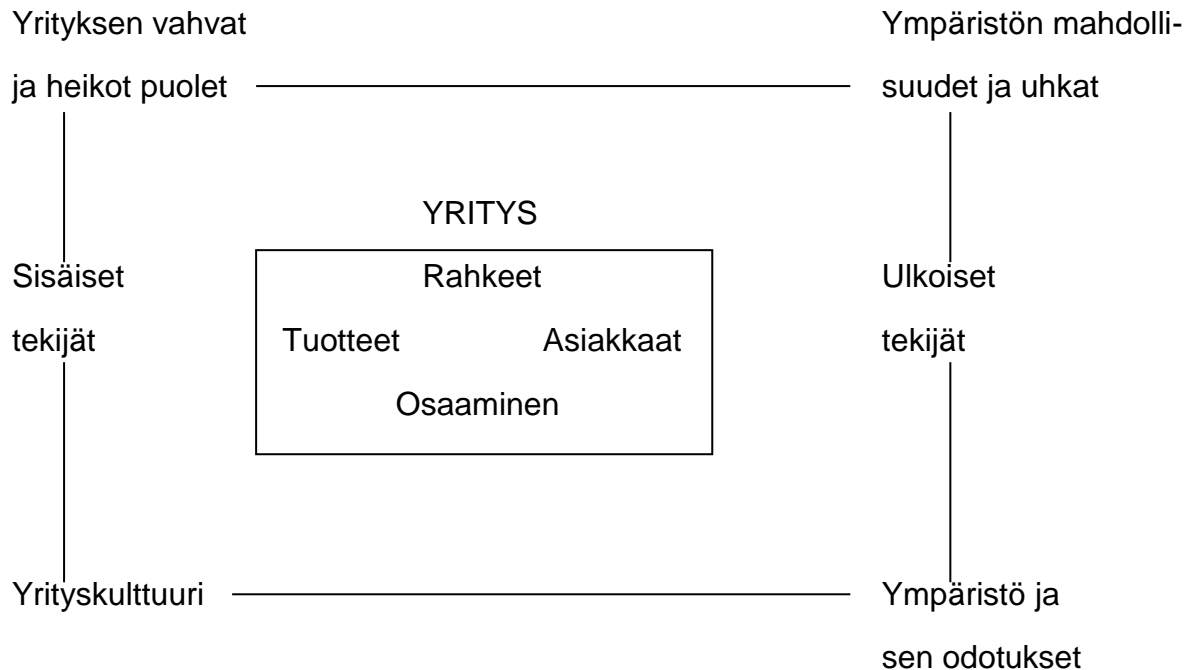 Yrityksen vahvat
ja heikot puolet
Ympäristön mahdolli-
suudet ja uhkat
YRITYS
Sisäiset
tekijät
Rahkeet
Tuotteet Asiakkaat
Osaaminen
Ulkoiset
tekijät
Yrityskulttuuri
Ympäristö ja
sen odotukset